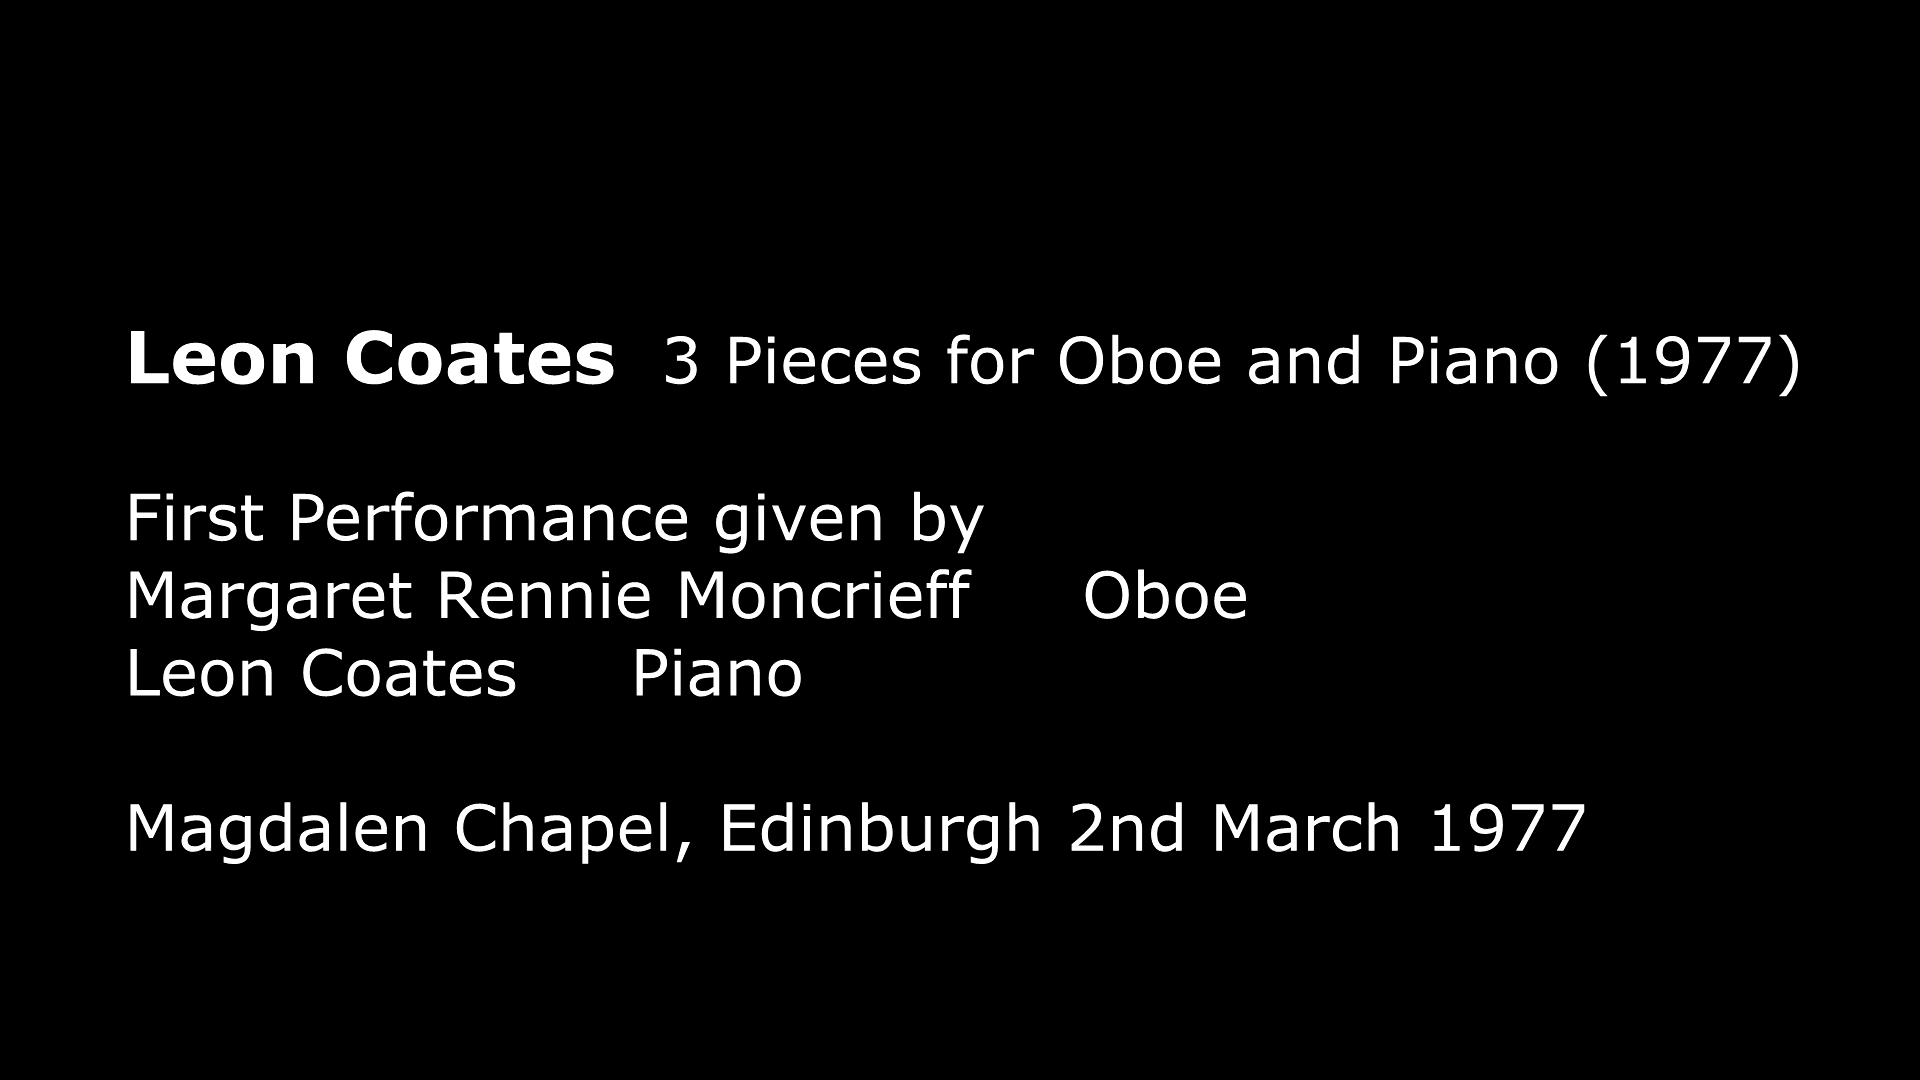 Leon Coates 3 Pieces for Oboe and Piano (1977)
First Performance given by
Margaret Rennie Moncrieff Oboe
Leon Coates Piano
Magdalen Chapel, Edinburgh 2nd March 1977